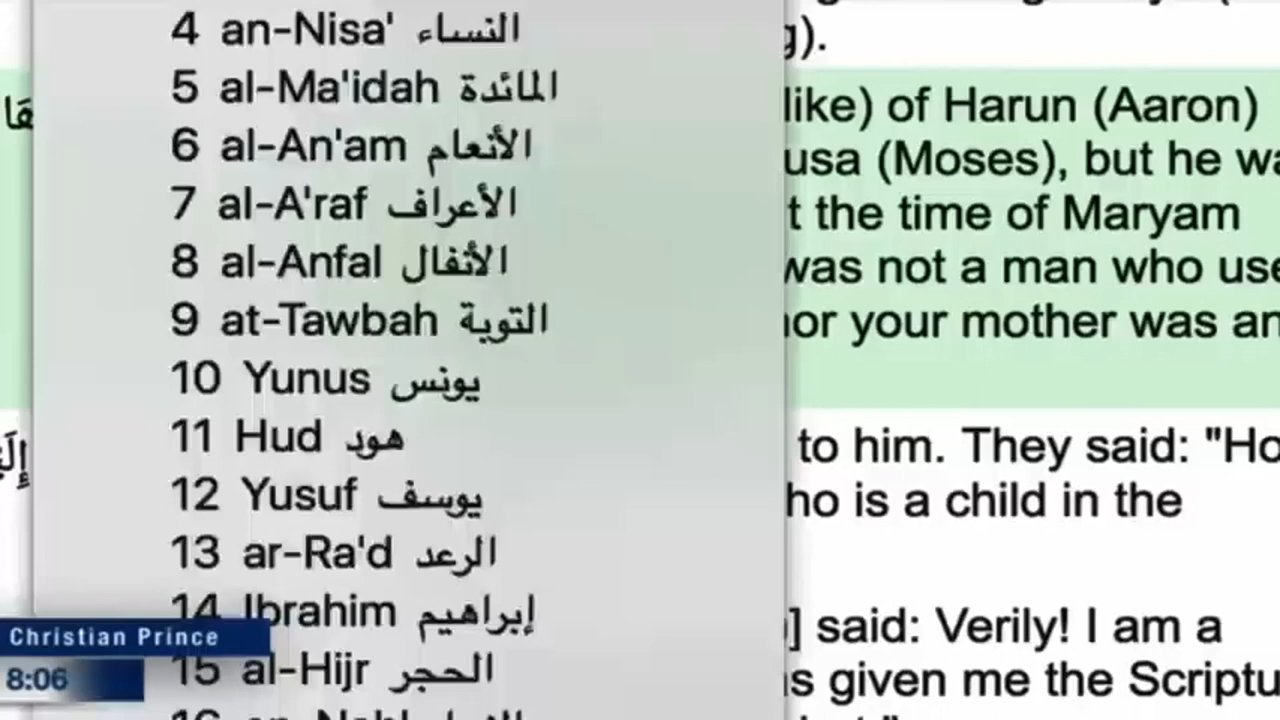 4 an-Nisa' النساء
5 al-Ma'idah المائدة
6 al-An'am الأنعام
7 al-A'raf الأعراف
8 al-Anfal الأنفال
9 at-Tawbah التوبة
10 Yunus يونس
11 Hud هود
12 Yusuf يوسف
13 ar-Ra'd الرعد
14 Ibrahim إبراهيم
15 al-Hijr الحجر
g).
like) of Harun (Aaron)
usa (Moses), but he wa
t the time of Maryam
was not a man who use
or your mother was an
to him. They said: "Ho
ho is a child in the
] said: Verily! I am a
s given me the Scriptu
Christian Prince
8:06